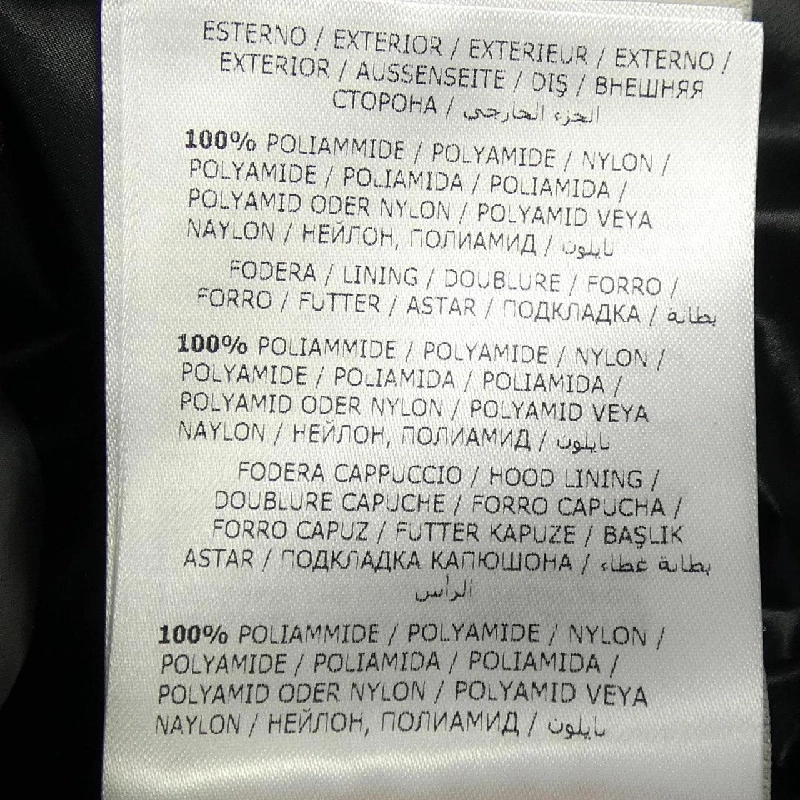 ESTERNO / EXTERIOR / EXTERIEUR / EXTERNO /
EXTERIOR / AUSSENSEITE / DIŞ / ВНЕШНЯЯ
СТОРОНА / الجزء الخارجي
100% POLIAMMIDE / POLYAMIDE / NYLON /
POLYAMIDE / POLIAMIDA / POLIAMIDA /
POLYAMID ODER NYLON / POLYAMID VEYA
NAYLON / НЕЙЛОН, ПОЛИАМИД / نايلون
FODERA / LINING / DOUBLURE / FORRO /
FORRO / FUTTER / ASTAR / ПОДКЛАДКА / بطانة
100% POLIAMMIDE / POLYAMIDE / NYLON /
POLYAMIDE / POLIAMIDA / POLIAMIDA /
POLYAMID ODER NYLON / POLYAMID VEYA
NAYLON / НЕЙЛОН, ПОЛИАМИД / نايلون
FODERA CAPPUCCIO / HOOD LINING /
DOUBLURE CAPUCHE / FORRO CAPUCHA /
FORRO CAPUZ / FUTTER KAPUZE / BAŞLIK
ASTAR / ПОДКЛАДКА КАПЮШОНА / بطانة غطاء
الرأس
100% POLIAMMIDE / POLYAMIDE / NYLON /
POLYAMIDE / POLIAMIDA / POLIAMIDA /
POLYAMID ODER NYLON / POLYAMID VEYA
NAYLON / НЕЙЛОН, ПОЛИАМИД / نايلون